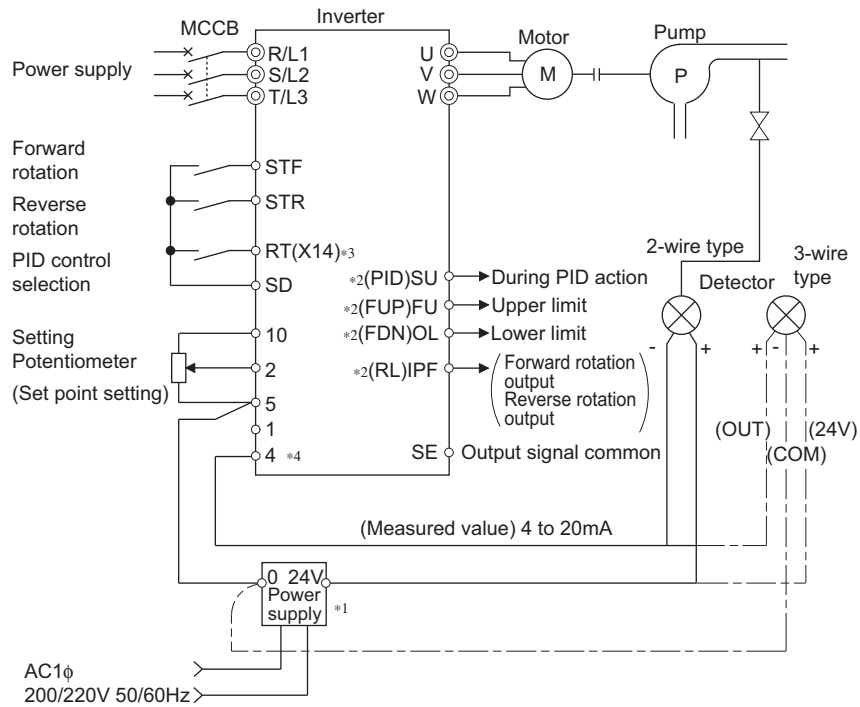 Inverter
MCCB
Motor
Pump
Power supply
R/L1
S/L2
T/L3
U
V
W
M
P
Forward
rotation
Reverse
rotation
PID control
selection
STF
STR
RT(X14)*3
SD
Setting
Potentiometer
(Set point setting)
10
2
5
1
4 *4
*2(PID)SU
During PID action
*2(FUP)FU
Upper limit
*2(FDN)OL
Lower limit
*2(RL)IPF
Forward rotation
output
Reverse rotation
output
SE
Output signal common
2-wire type
Detector
3-wire
type
- +
+ - +
(OUT)
(COM)
(24V)
(Measured value) 4 to 20mA
0 24V
Power
supply
*1
AC1ϕ
200/220V 50/60Hz